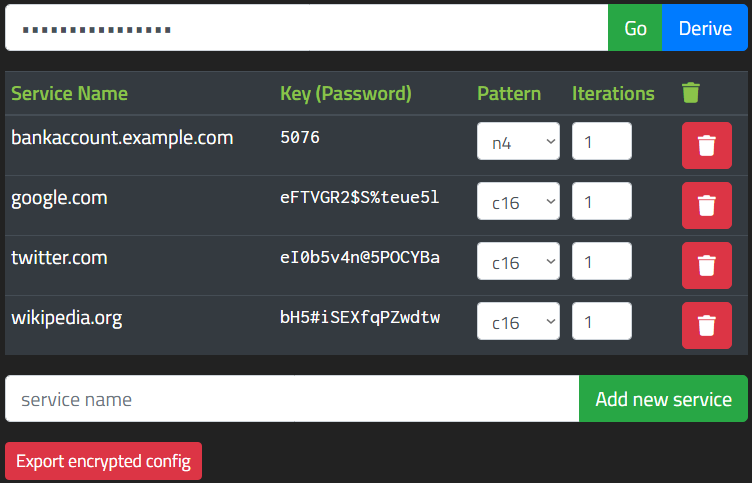 Go Derive
Service Name Key (Password) Pattern Iterations
bankaccount.example.com 5076 n4 1
google.com eFTVGR2$S%teue5l c16 1
twitter.com eI0b5v4n@5POCYBa c16 1
wikipedia.org bH5#iSEXfqPZwdtw c16 1
service name Add new service
Export encrypted config